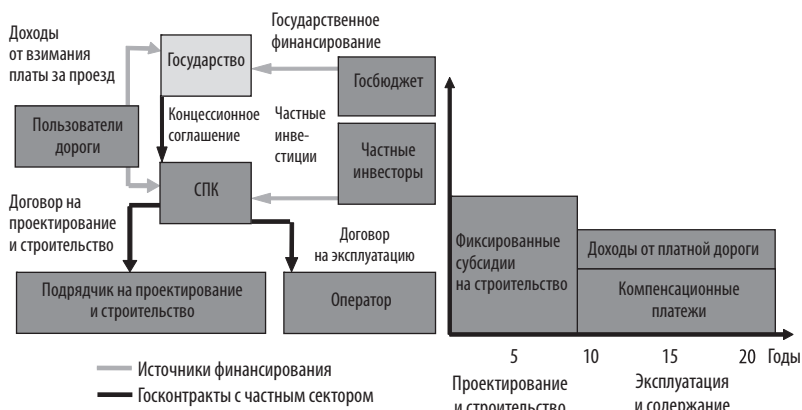 Доходы
от взимания
платы за проезд
Государство
Государственное
финансирование
Госбюджет
Пользователи
дороги
Концессионное
соглашение
Частные
инве-
стиции
Частные
инвесторы
СПК
Договор на
проектирование
и строительство
Договор
на эксплуатацию
Подрядчик на проектирование
и строительство
Оператор
Источники финансирования
Госконтракты с частным сектором
Фиксированные
субсидии
на строительство
Доходы от платной дороги
Компенсационные
платежи
5 10 15 20 Годы
Проектирование
и строительство
Эксплуатация
и содержание